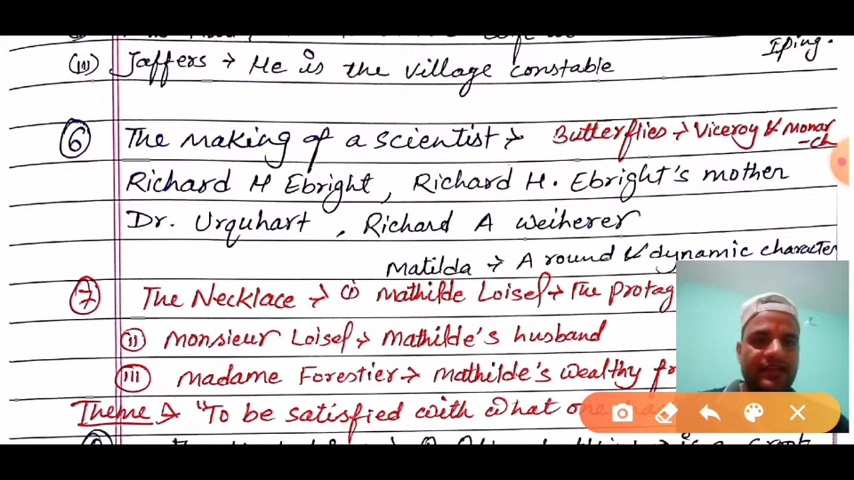 Iping.
(iii) Jaffers → He is the village constable
⑥ The making of a scientist → Butterflies → Viceroy & Monar
-ch
Richard H Ebright, Richard H. Ebright's mother
Dr. Urquhart, Richard A weiherer
Matilda → A round & dynamic character
⑦ The Necklace → (i) Mathilde Loisel → The protag
(ii) Monsieur Loisel → Mathilde's husband
(iii) Madame Forestier → Mathilde's wealthy fr
Theme → "To be satisfied with what one